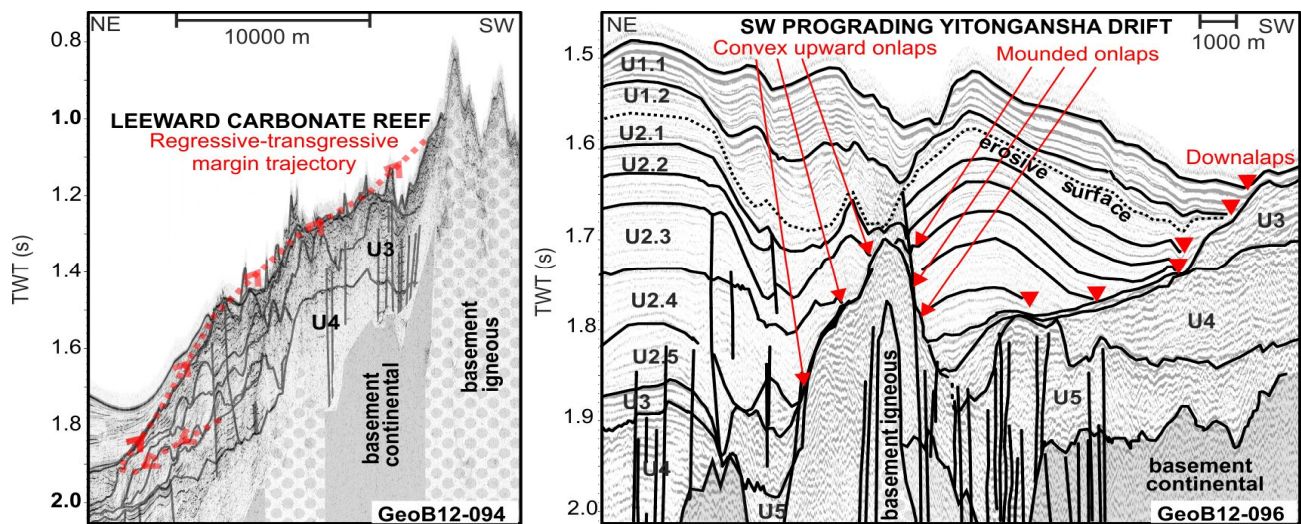 NE
SW
10000 m
0.8
1.0
1.2
1.4
1.6
1.8
2.0
TWT (s)
LEEWARD CARBONATE REEF
Regressive-transgressive
margin trajectory
U3
U4
basement
continental
basement
igneous
GeoB12-094
NE
SW PROGRADING YITONGANSHA DRIFT
SW
1000 m
Convex upward onlaps
Mounded onlaps
1.5
1.6
1.7
1.8
1.9
2.0
TWT (s)
U1.1
U1.2
U2.1
U2.2
U2.3
U2.4
U2.5
U3
U4
U5
erosive surface
Downalaps
U3
U4
U5
basement igneous
basement
continental
GeoB12-096